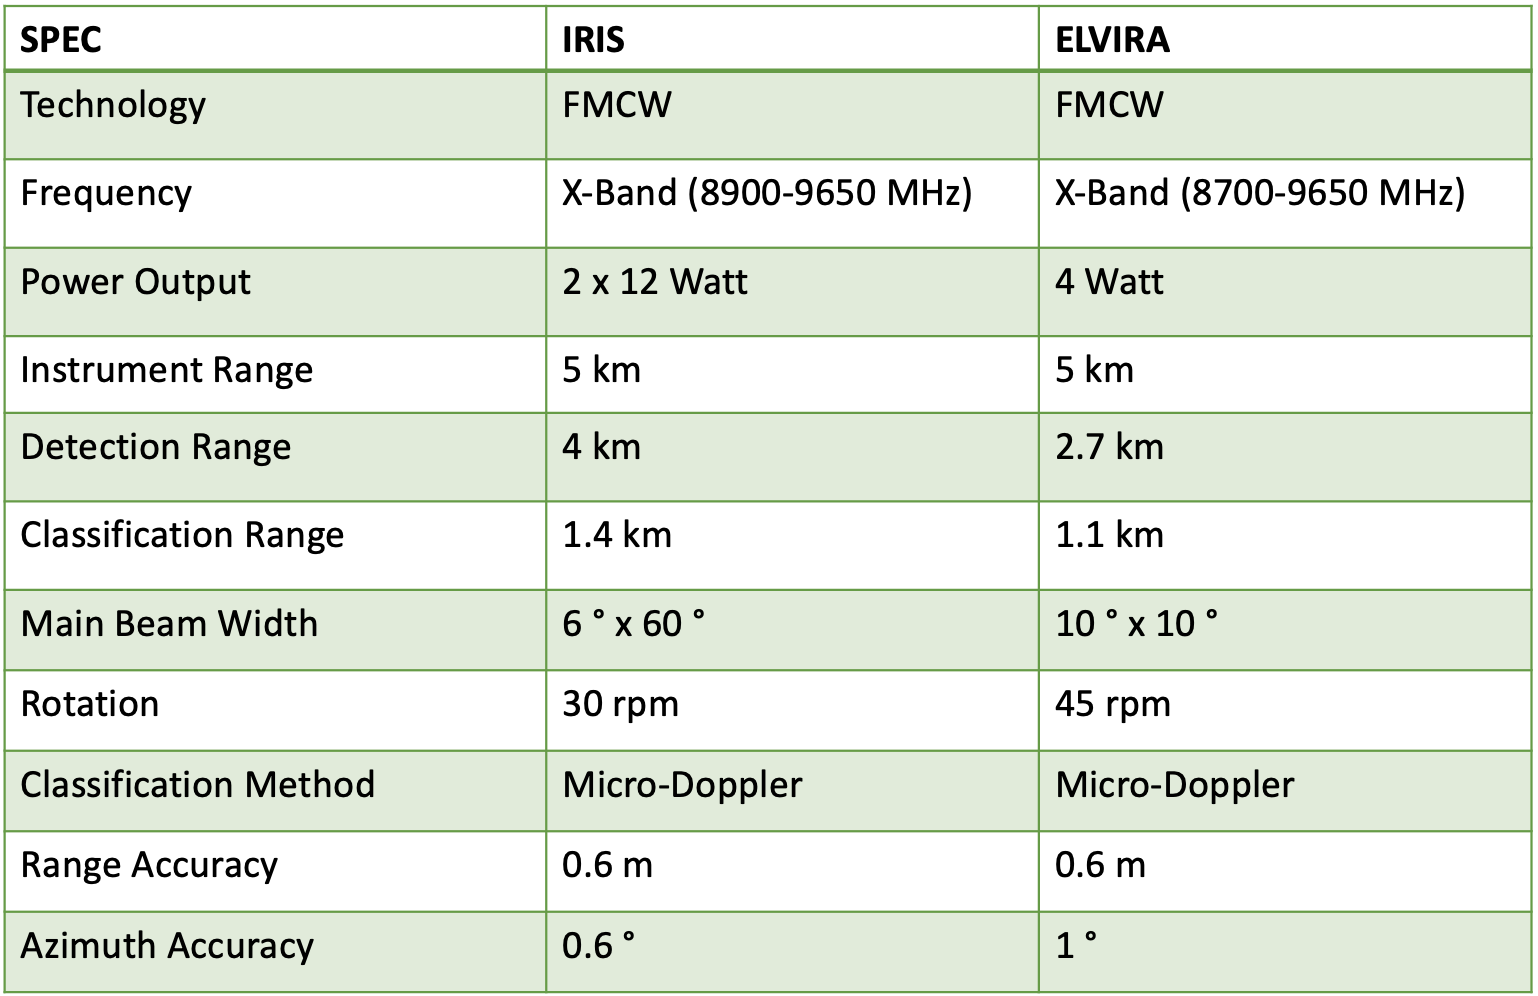 SPEC IRIS ELVIRA
Technology FMCW FMCW
Frequency X-Band (8900-9650 MHz) X-Band (8700-9650 MHz)
Power Output 2 x 12 Watt 4 Watt
Instrument Range 5 km 5 km
Detection Range 4 km 2.7 km
Classification Range 1.4 km 1.1 km
Main Beam Width 6 ° x 60 ° 10 ° x 10 °
Rotation 30 rpm 45 rpm
Classification Method Micro-Doppler Micro-Doppler
Range Accuracy 0.6 m 0.6 m
Azimuth Accuracy 0.6 ° 1 °